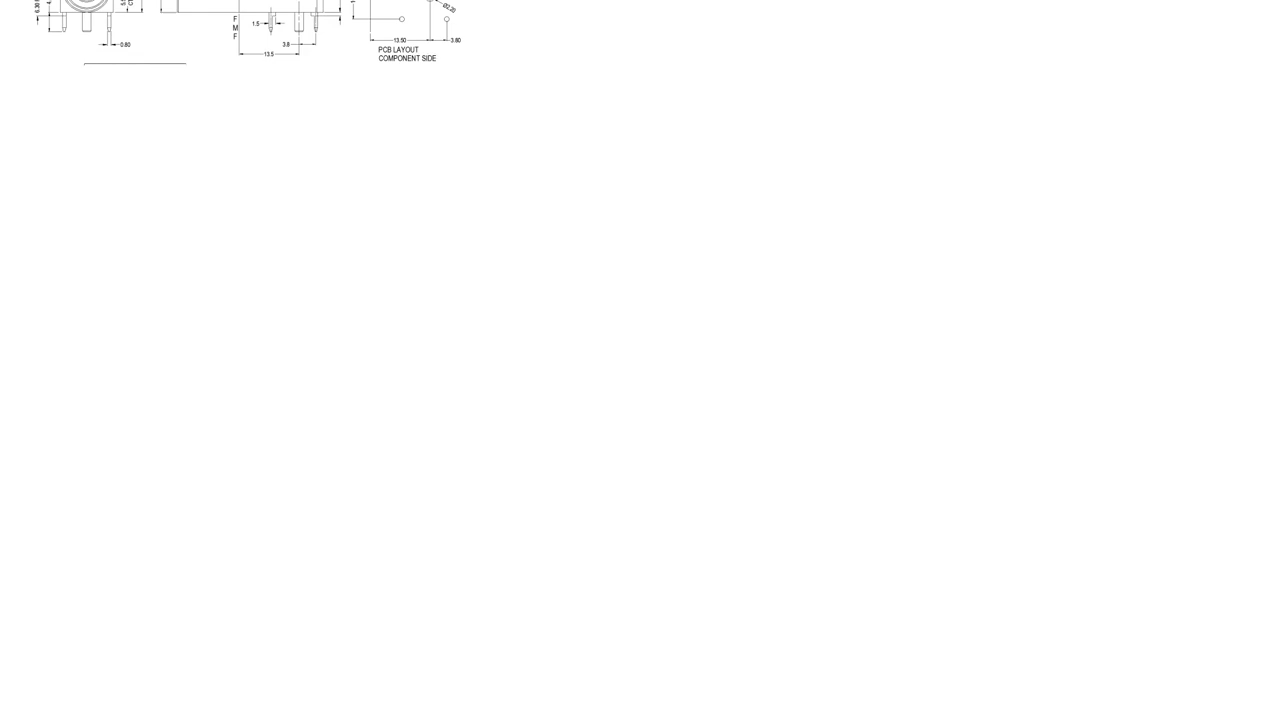 6.30
Ø2.20
F
M
F
1.5
0.80
3.8
13.5
13.50
3.80
PCB LAYOUT
COMPONENT SIDE